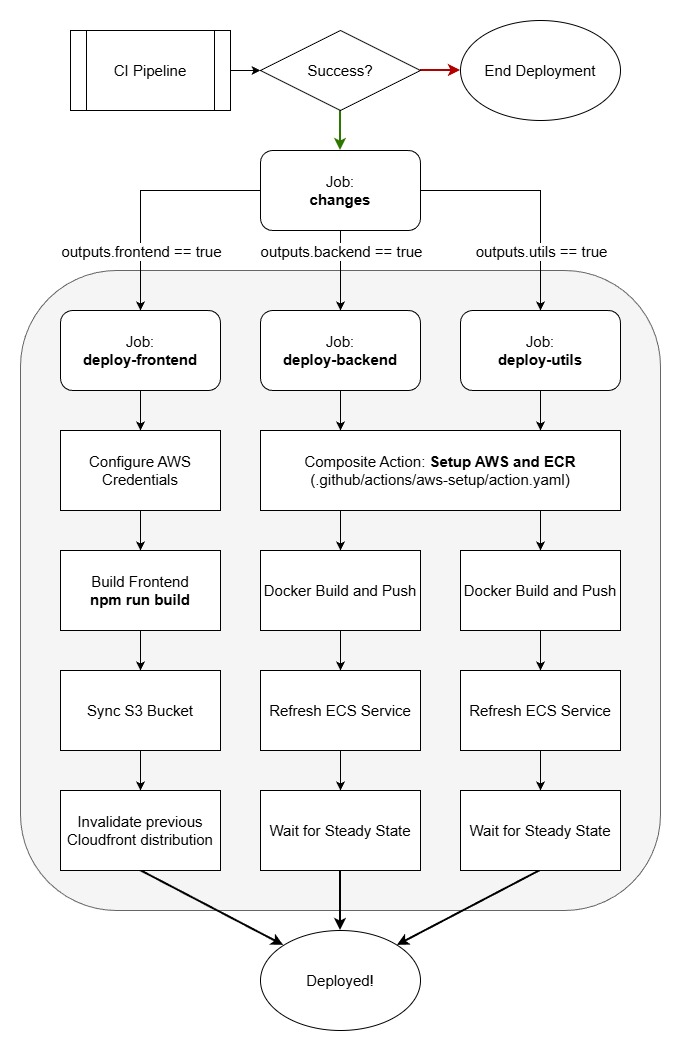 CI Pipeline
Success?
End Deployment
Job:
changes
outputs.frontend == true
outputs.backend == true
outputs.utils == true
Job:
deploy-frontend
Job:
deploy-backend
Job:
deploy-utils
Configure AWS
Credentials
Composite Action: Setup AWS and ECR
(.github/actions/aws-setup/action.yaml)
Build Frontend
npm run build
Docker Build and Push
Docker Build and Push
Sync S3 Bucket
Refresh ECS Service
Refresh ECS Service
Invalidate previous
Cloudfront distribution
Wait for Steady State
Wait for Steady State
Deployed!